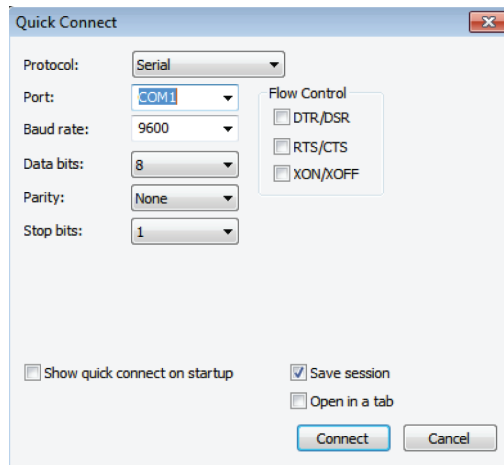 Quick Connect
Protocol: Serial
Port: COM1
Baud rate: 9600
Data bits: 8
Parity: None
Stop bits: 1
Flow Control
DTR/DSR
RTS/CTS
XON/XOFF
Show quick connect on startup
Save session
Open in a tab
Connect Cancel